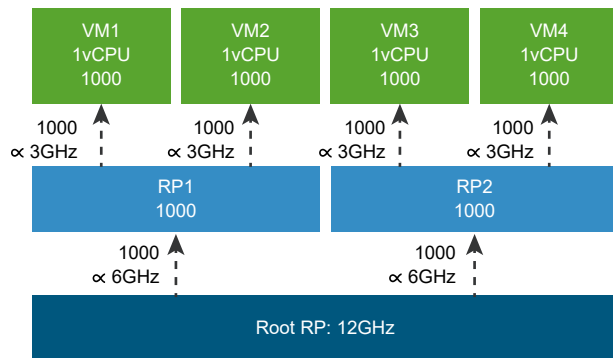 VM1
1vCPU
1000
VM2
1vCPU
1000
VM3
1vCPU
1000
VM4
1vCPU
1000
1000
∝ 3GHz
1000
∝ 3GHz
1000
∝ 3GHz
1000
∝ 3GHz
RP1
1000
RP2
1000
1000
∝ 6GHz
1000
∝ 6GHz
Root RP: 12GHz